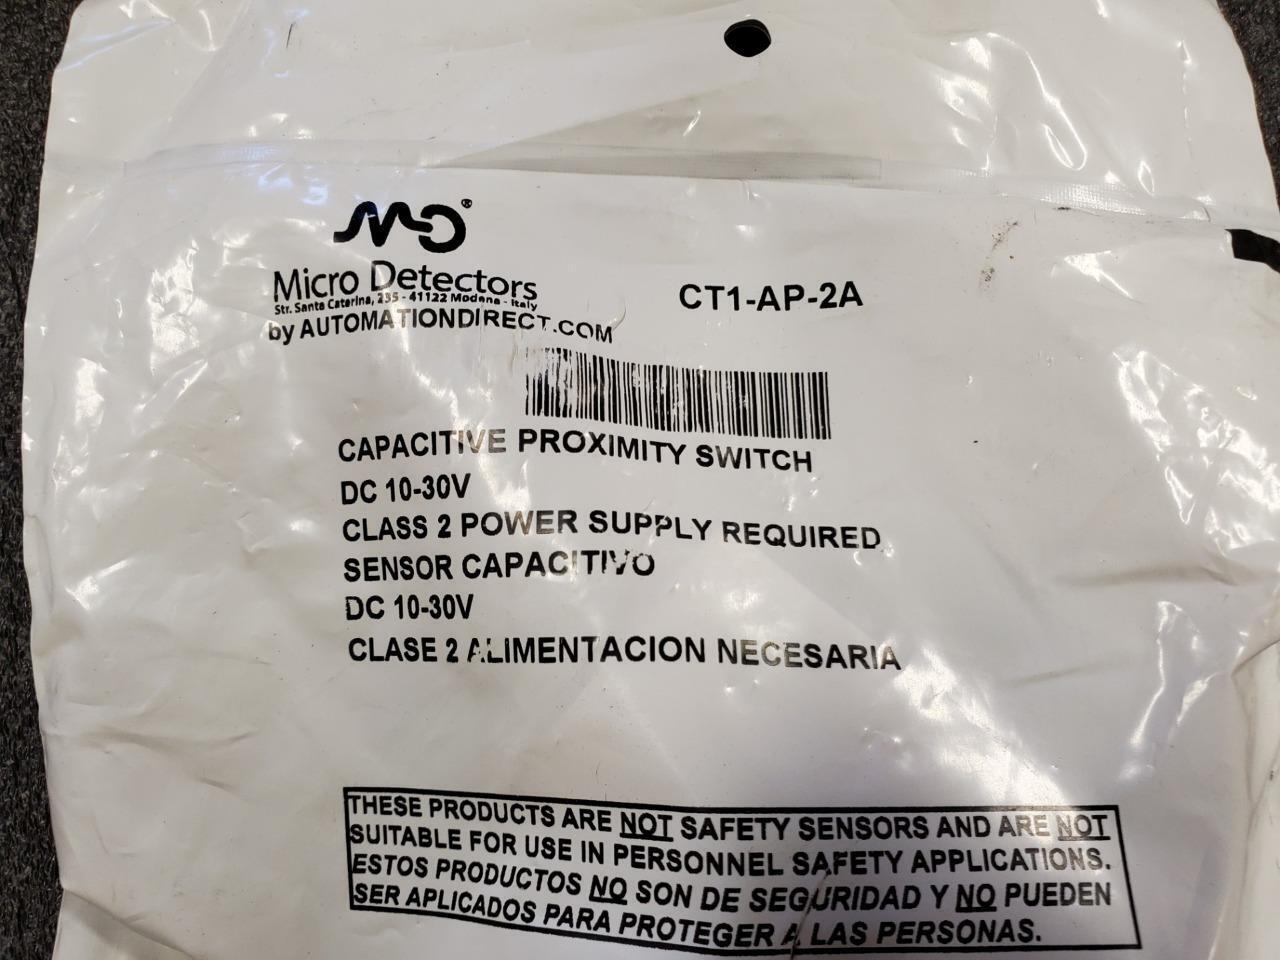 MD®
Micro Detectors
Str. Santa Caterina, 235 - 41122 Modena - Italy
by AUTOMATIONDIRECT.COM
CT1-AP-2A
CAPACITIVE PROXIMITY SWITCH
DC 10-30V
CLASS 2 POWER SUPPLY REQUIRED
SENSOR CAPACITIVO
DC 10-30V
CLASE 2 ALIMENTACION NECESARIA
THESE PRODUCTS ARE NOT SAFETY SENSORS AND ARE NOT
SUITABLE FOR USE IN PERSONNEL SAFETY APPLICATIONS.
ESTOS PRODUCTOS NO SON DE SEGURIDAD Y NO PUEDEN
SER APLICADOS PARA PROTEGER A LAS PERSONAS.